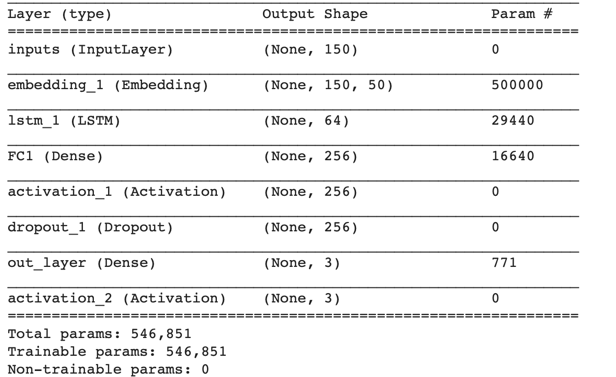 Layer (type) Output Shape Param #
inputs (InputLayer) (None, 150) 0
embedding_1 (Embedding) (None, 150, 50) 500000
lstm_1 (LSTM) (None, 64) 29440
FC1 (Dense) (None, 256) 16640
activation_1 (Activation) (None, 256) 0
dropout_1 (Dropout) (None, 256) 0
out_layer (Dense) (None, 3) 771
activation_2 (Activation) (None, 3) 0
Total params: 546,851
Trainable params: 546,851
Non-trainable params: 0